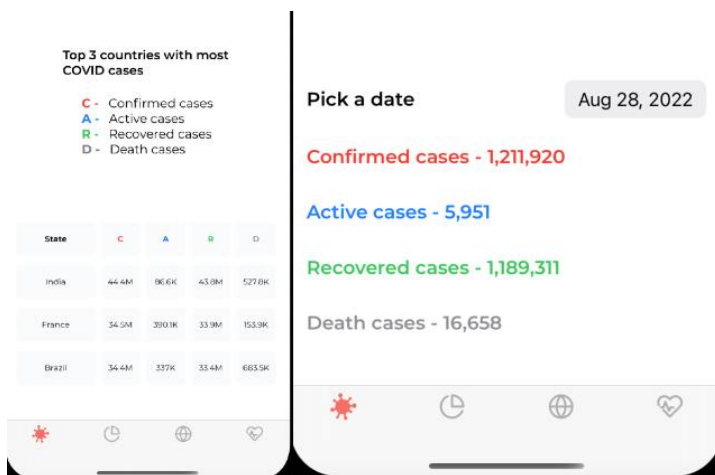 Top 3 countries with most
COVID cases
C - Confirmed cases
A - Active cases
R - Recovered cases
D - Death cases
State C A R D
India 44.4M 86.6K 43.8M 527.8K
France 34.5M 390.1K 33.9M 153.9K
Brazil 34.4M 337K 33.4M 683.5K
Pick a date Aug 28, 2022
Confirmed cases - 1,211,920
Active cases - 5,951
Recovered cases - 1,189,311
Death cases - 16,658